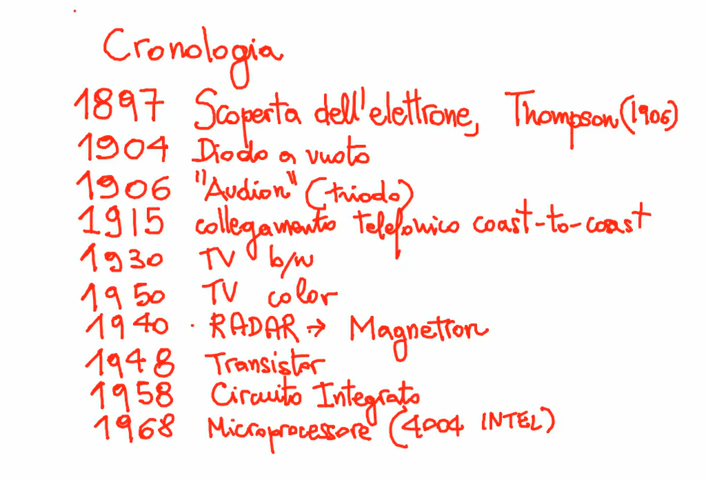 Cronologia
1897 Scoperta dell'elettrone, Thompson (1906)
1904 Diodo a vuoto
1906 "Audion" (triodo)
1915 collegamento telefonico coast-to-coast
1930 TV b/w
1950 TV color
1940 · RADAR → Magnetron
1948 Transistor
1958 Circuito Integrato
1968 Microprocessore (4004 INTEL)